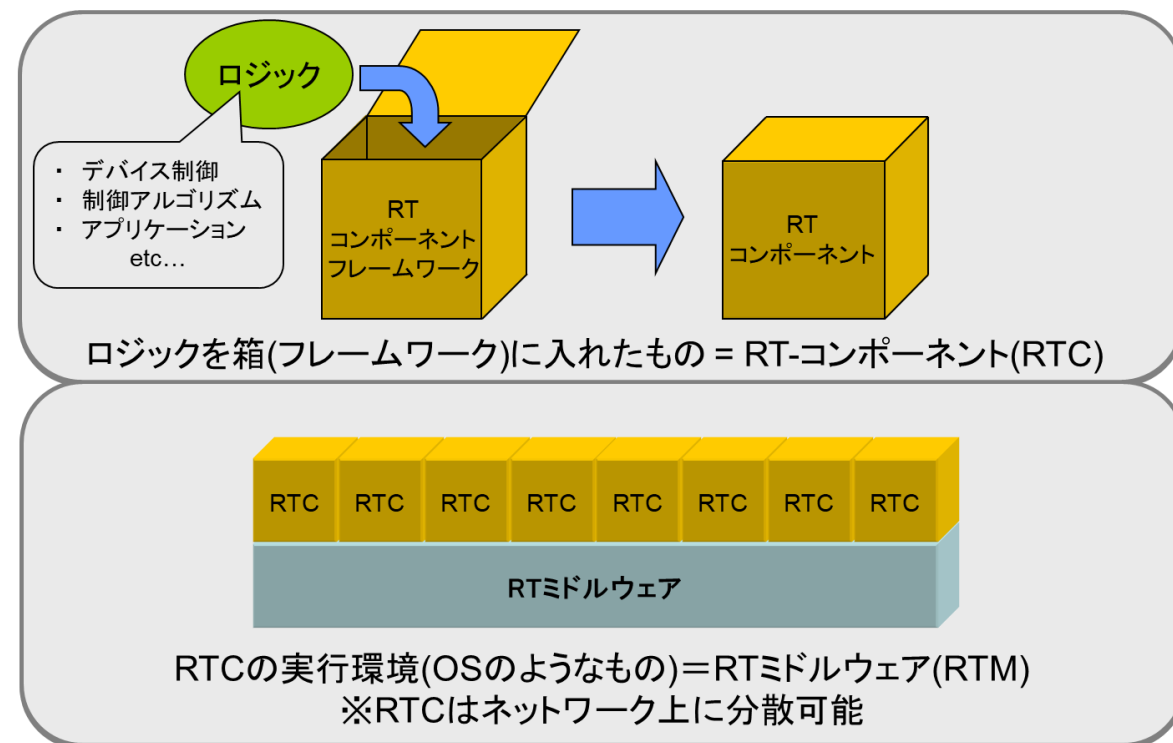 ロジック
・ デバイス制御
・ 制御アルゴリズム
・ アプリケーション
etc…
RT
コンポーネント
フレームワーク
RT
コンポーネント
ロジックを箱(フレームワーク)に入れたもの = RT-コンポーネント(RTC)
RTC RTC RTC RTC RTC RTC RTC RTC
RTミドルウェア
RTCの実行環境(OSのようなもの)＝RTミドルウェア(RTM)
※RTCはネットワーク上に分散可能